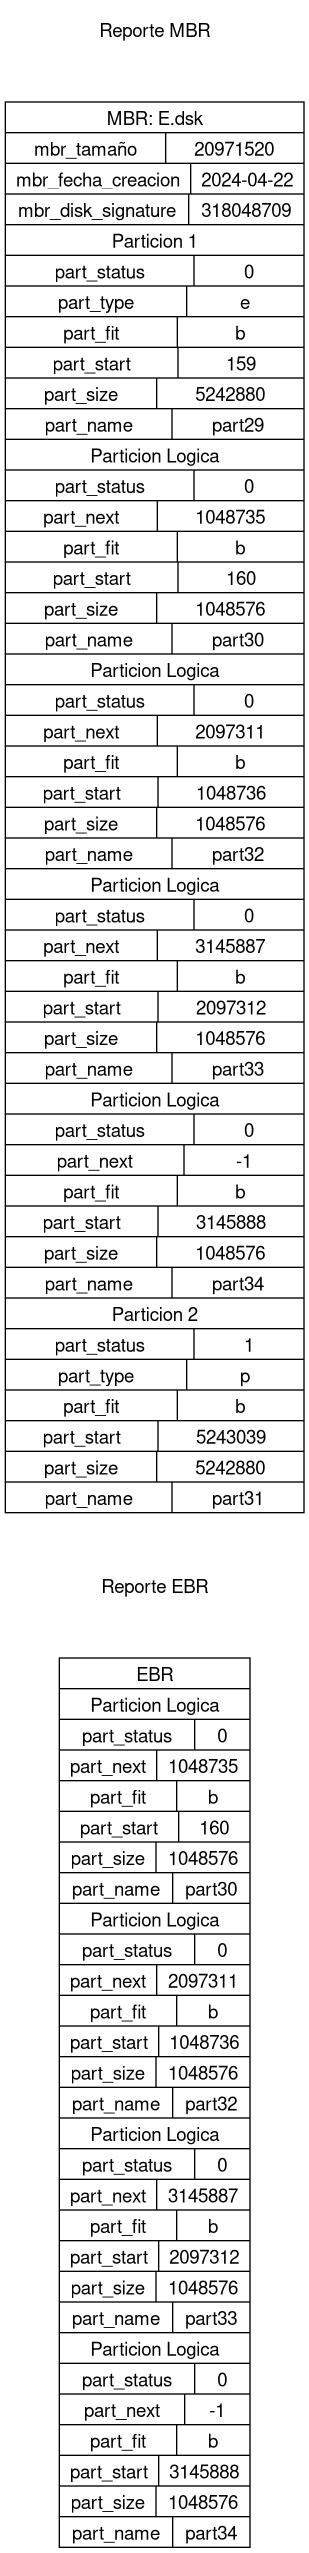 Reporte MBR
MBR: E.dsk
mbr_tamaño 20971520
mbr_fecha_creacion 2024-04-22
mbr_disk_signature 318048709
Particion 1
part_status 0
part_type e
part_fit b
part_start 159
part_size 5242880
part_name part29
Particion Logica
part_status 0
part_next 1048735
part_fit b
part_start 160
part_size 1048576
part_name part30
Particion Logica
part_status 0
part_next 2097311
part_fit b
part_start 1048736
part_size 1048576
part_name part32
Particion Logica
part_status 0
part_next 3145887
part_fit b
part_start 2097312
part_size 1048576
part_name part33
Particion Logica
part_status 0
part_next -1
part_fit b
part_start 3145888
part_size 1048576
part_name part34
Particion 2
part_status 1
part_type p
part_fit b
part_start 5243039
part_size 5242880
part_name part31
Reporte EBR
EBR
Particion Logica
part_status 0
part_next 1048735
part_fit b
part_start 160
part_size 1048576
part_name part30
Particion Logica
part_status 0
part_next 2097311
part_fit b
part_start 1048736
part_size 1048576
part_name part32
Particion Logica
part_status 0
part_next 3145887
part_fit b
part_start 2097312
part_size 1048576
part_name part33
Particion Logica
part_status 0
part_next -1
part_fit b
part_start 3145888
part_size 1048576
part_name part34